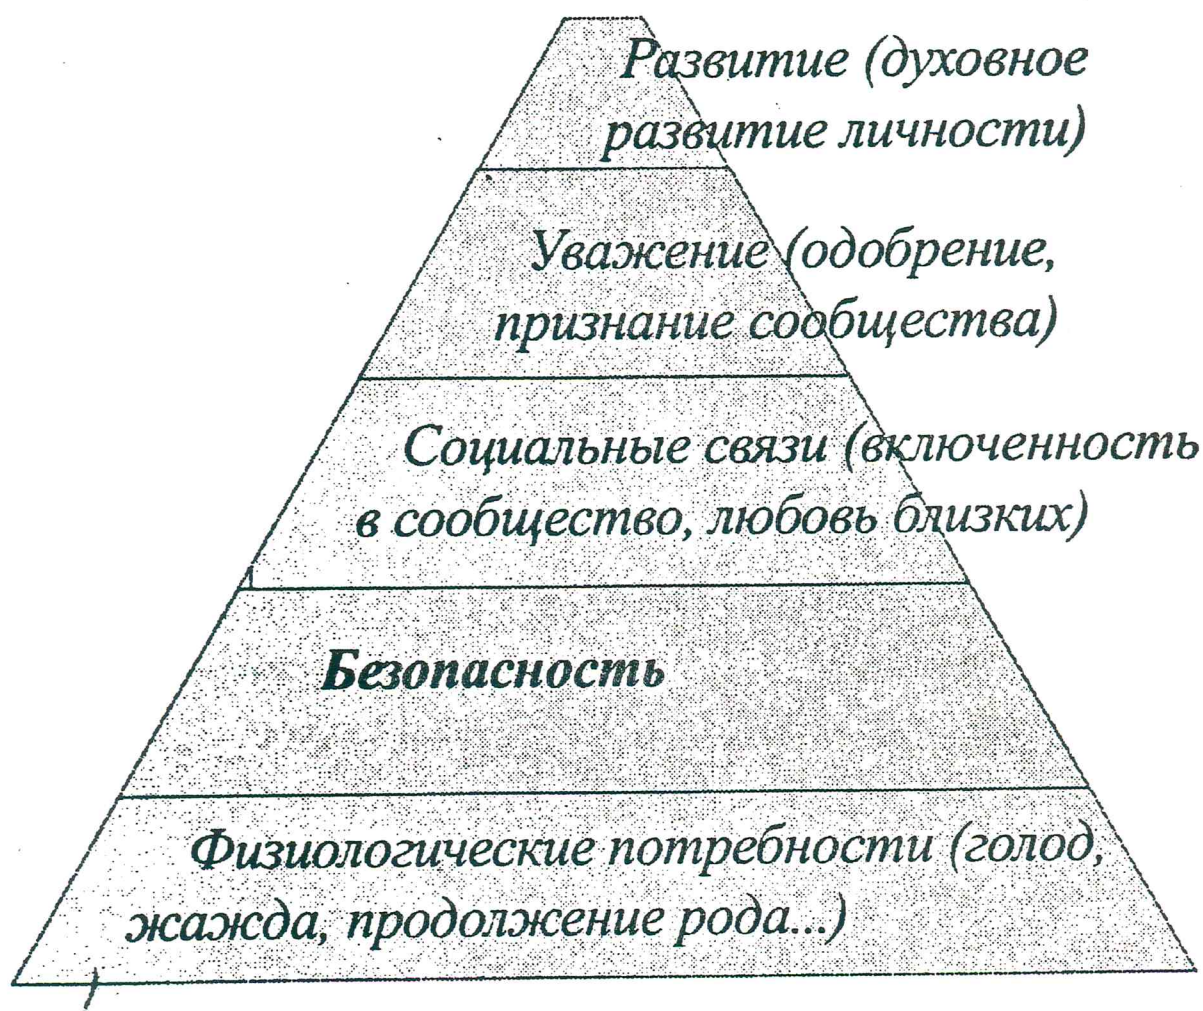 Развитие (духовное
развитие личности)
Уважение (одобрение,
признание сообщества)
Социальные связи (включенность
в сообщество, любовь близких)
Безопасность
Физиологические потребности (голод,
жажда, продолжение рода...)